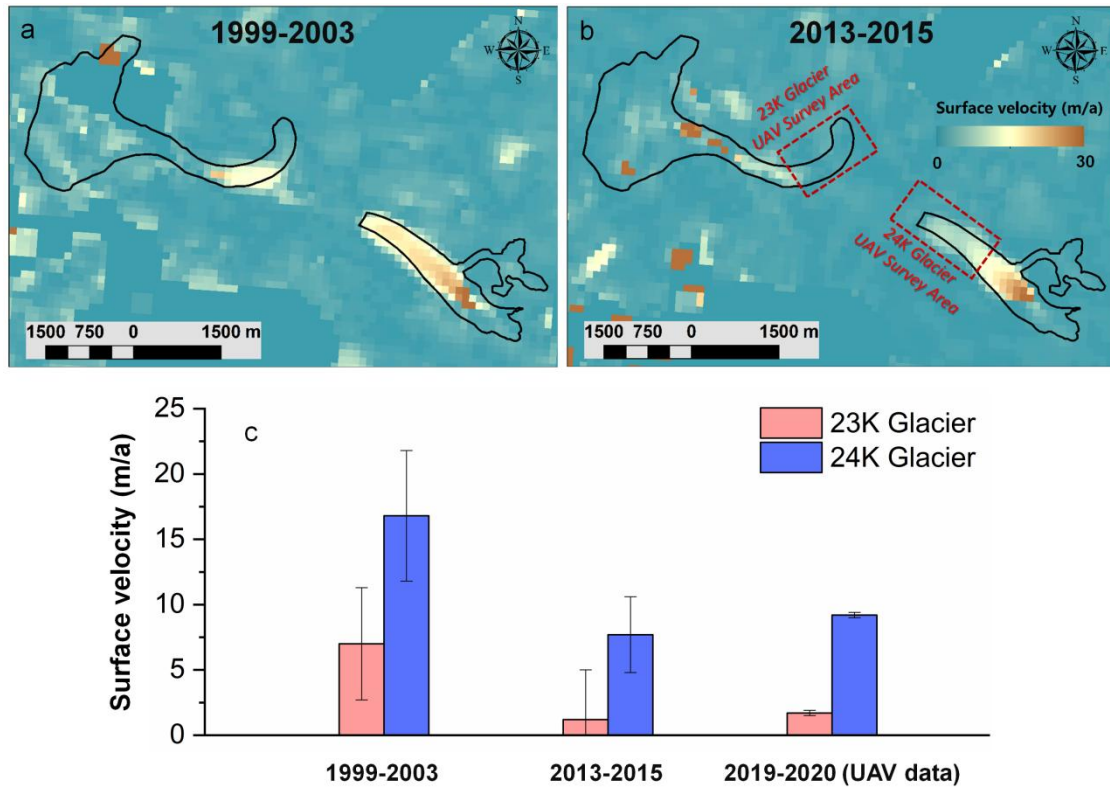 a
1999-2003
N
W E
S
1500 750 0 1500 m
b
2013-2015
N
W E
S
23K Glacier
UAV Survey Area
Surface velocity (m/a)
0 30
24K Glacier
UAV Survey Area
1500 750 0 1500 m
c
23K Glacier
24K Glacier
Surface velocity (m/a)
25
20
15
10
5
0
1999-2003
2013-2015
2019-2020 (UAV data)